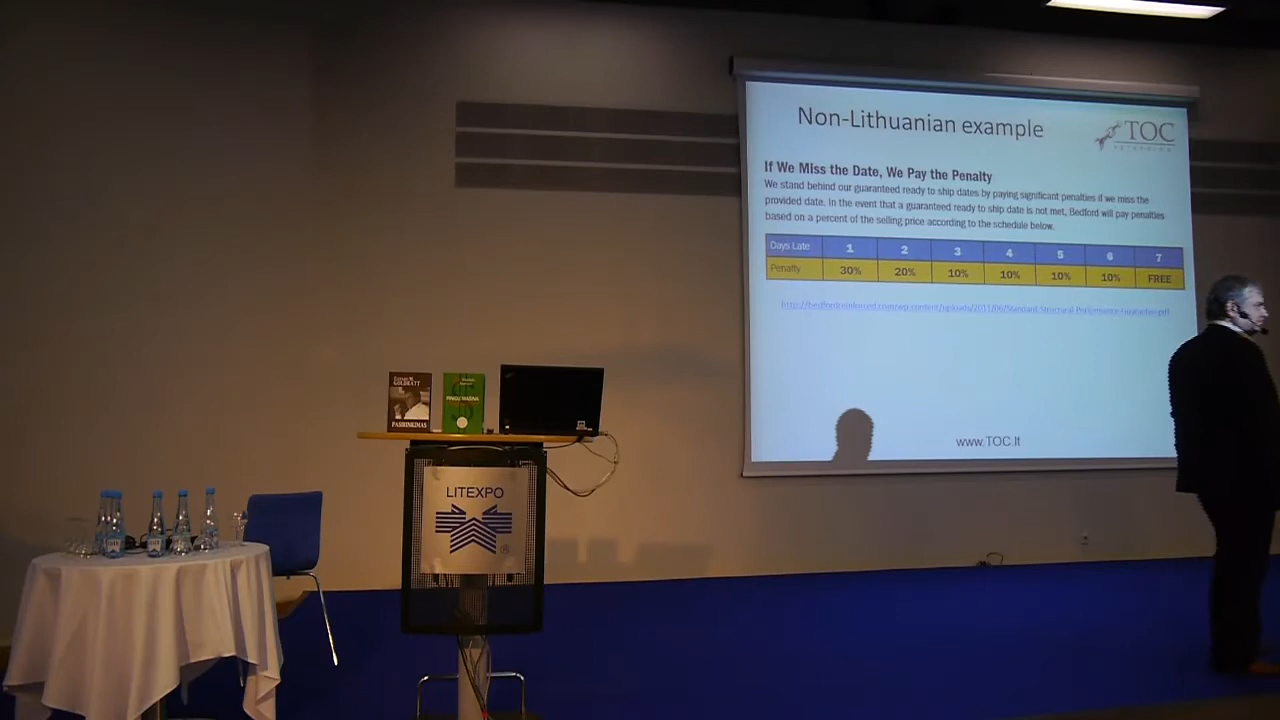 Non-Lithuanian example
TOC
If We Miss the Date, We Pay the Penalty
We stand behind our guaranteed ready to ship dates by paying significant penalties if we miss the
provided date. In the event that a guaranteed ready to ship date is not met, Bedford will pay penalties
based on a percent of the selling price according to the schedule below.
Days Late 1 2 3 4 5 6 7
Penalty 30% 20% 10% 10% 10% 10% FREE
www.TOC.lt
GOLDRATT
PASIRINKIMAS
PINIGŲ MAŠINA
LITEXPO
®